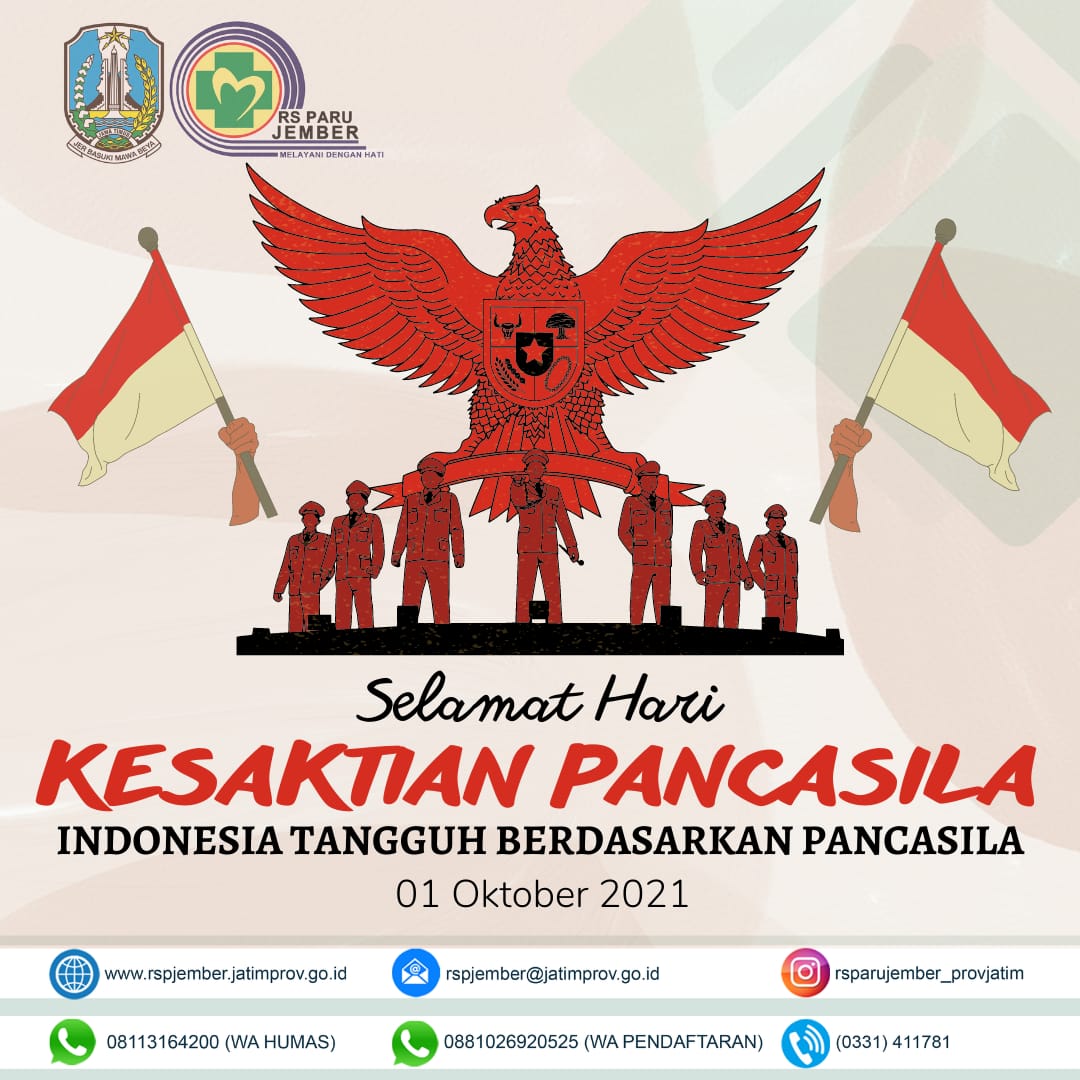 JAWA TIMUR
JER BASUKI MAWA BEYA
RS PARU
JEMBER
MELAYANI DENGAN HATI
Selamat Hari
KESAKTIAN PANCASILA
INDONESIA TANGGUH BERDASARKAN PANCASILA
01 Oktober 2021
www.rspjember.jatimprov.go.id
rspjember@jatimprov.go.id
rsparujember_provjatim
08113164200 (WA HUMAS)
0881026920525 (WA PENDAFTARAN)
(0331) 411781